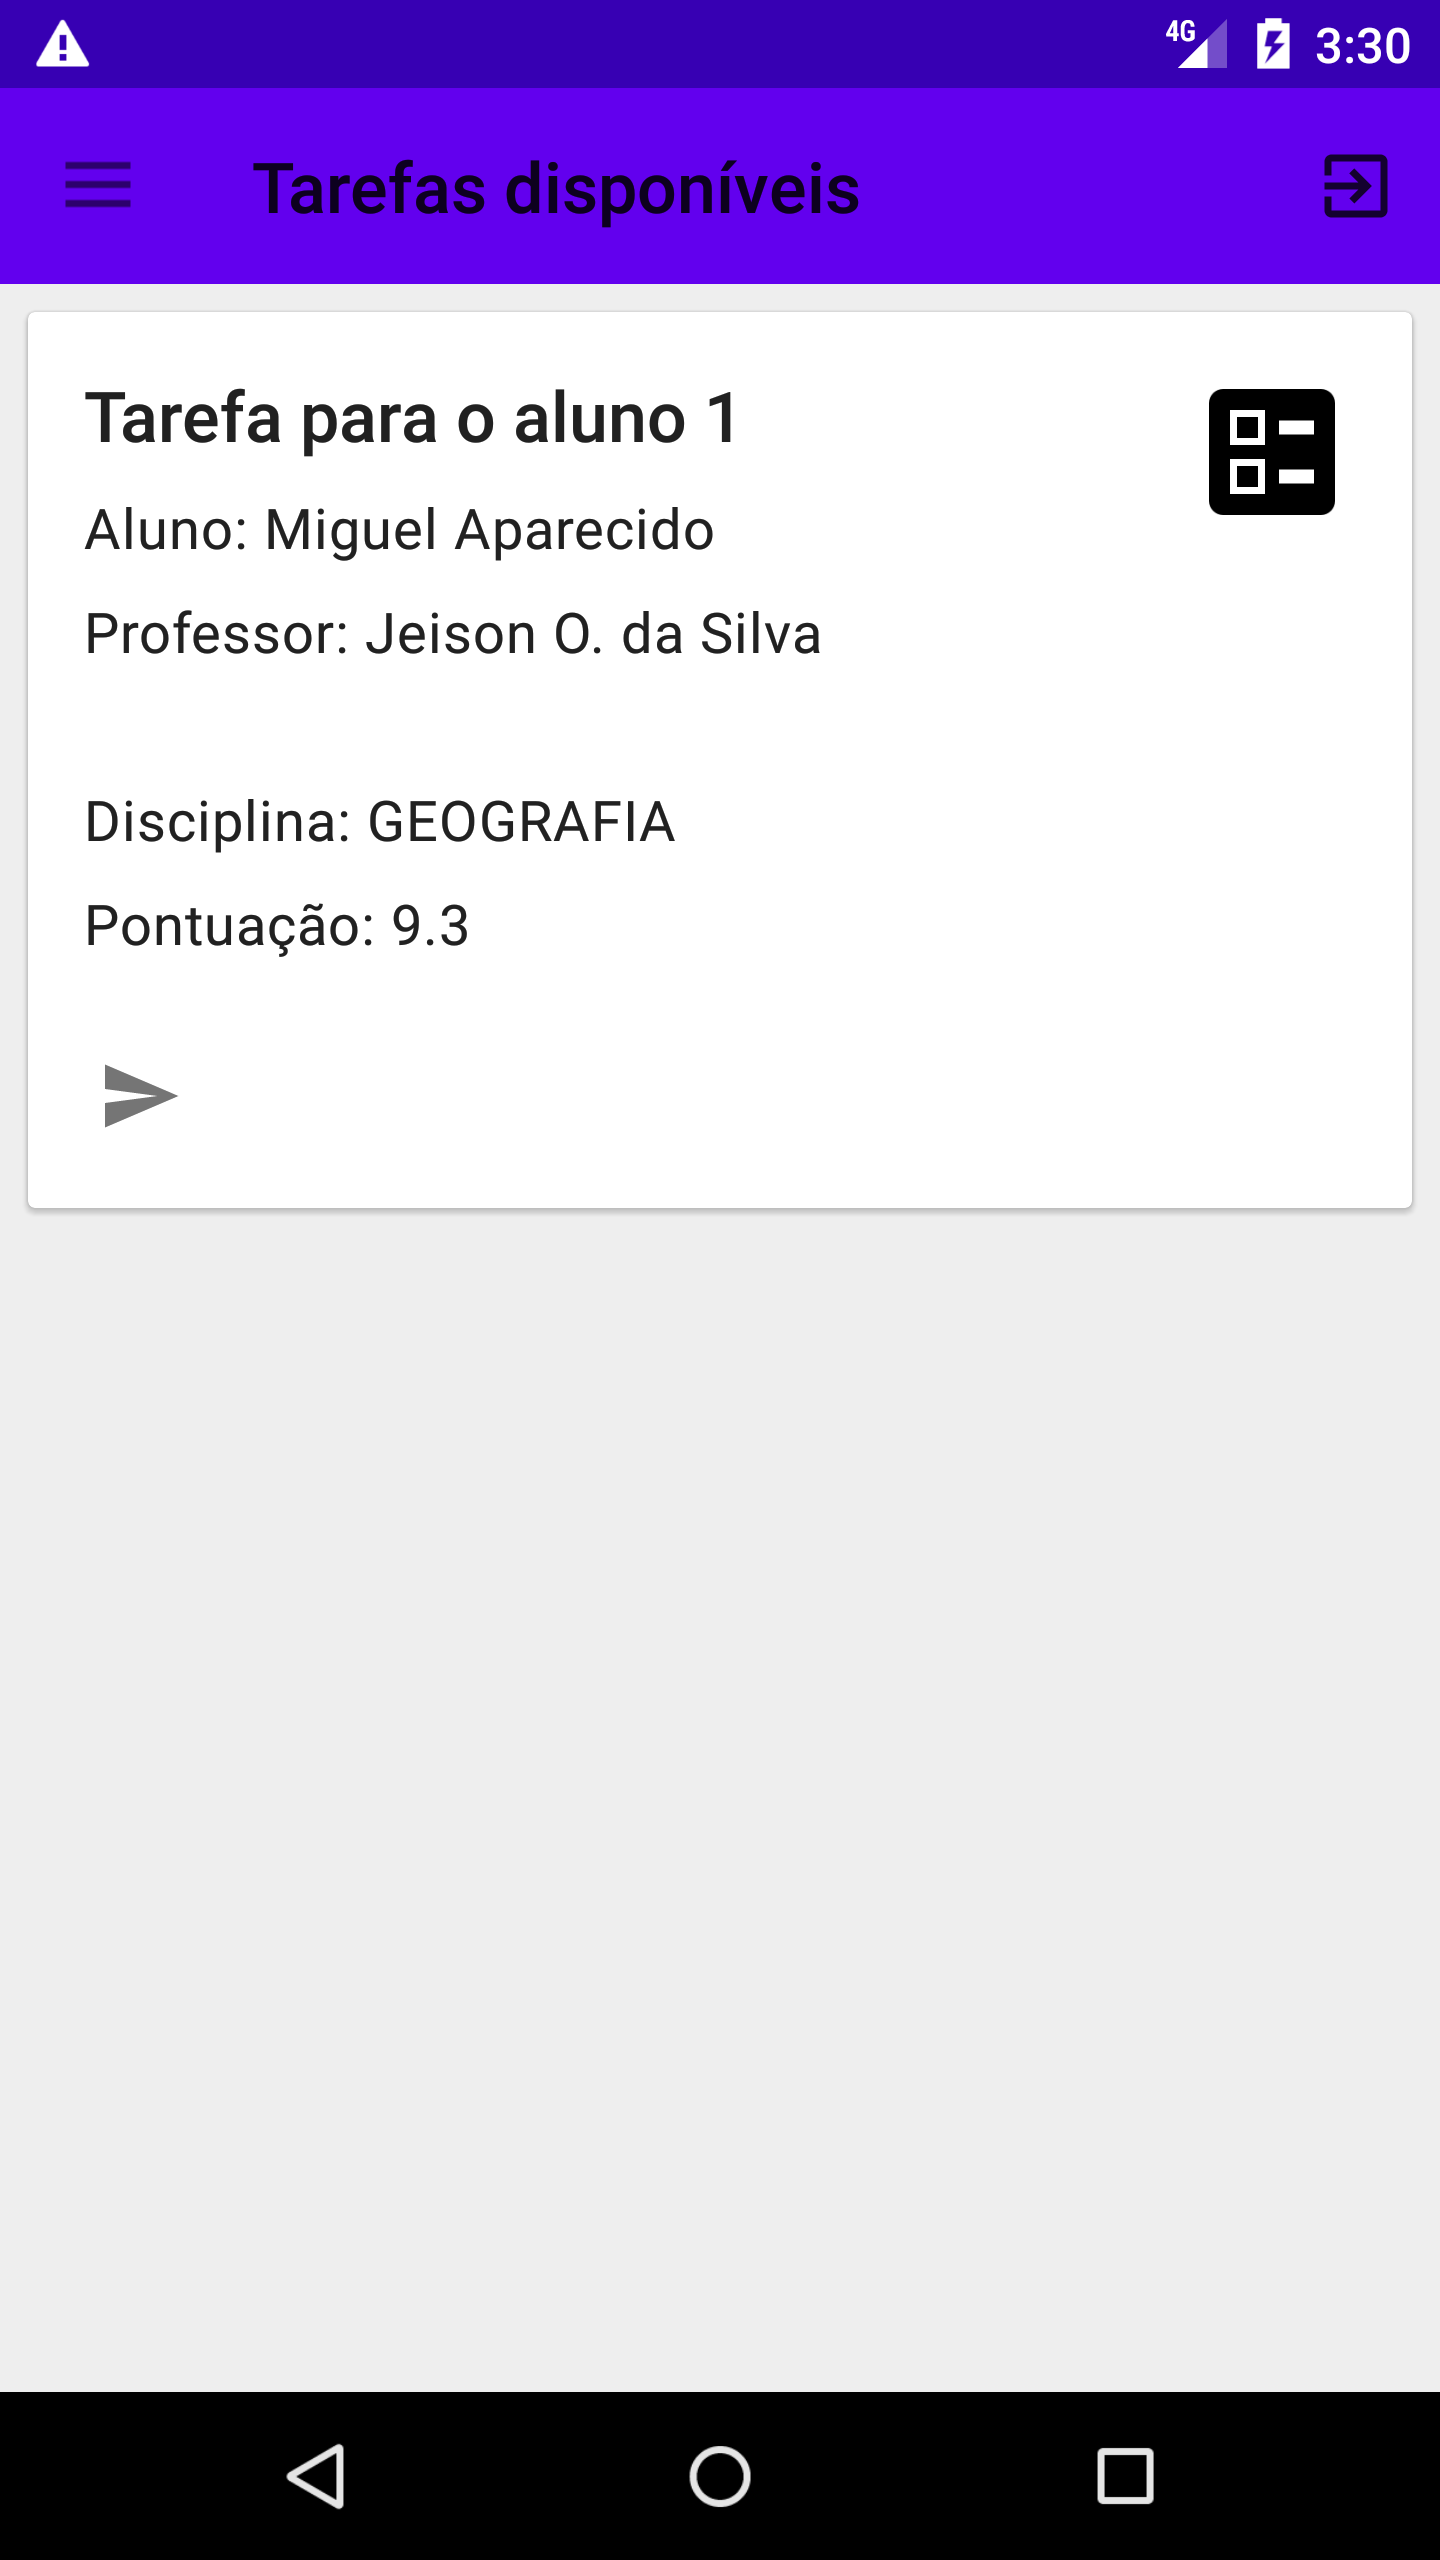 4G 3:30
Tarefas disponíveis
Tarefa para o aluno 1
Aluno: Miguel Aparecido
Professor: Jeison O. da Silva
Disciplina: GEOGRAFIA
Pontuação: 9.3